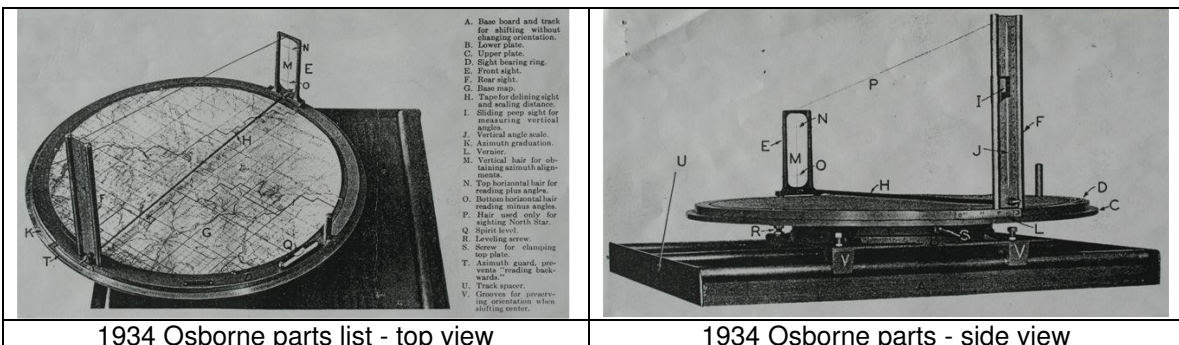 A. Base board and track
for shifting without
changing orientation.
B. Lower plate.
C. Upper plate.
D. Sight bearing ring.
E. Front sight.
F. Rear sight.
G. Base map.
H. Tape for defining sight
and scaling distance.
I. Sliding peep sight for
measuring vertical
angles.
J. Vertical angle scale.
K. Azimuth graduation.
L. Vernier.
M. Vertical hair for ob-
taining azimuth align-
ments.
N. Top horizontal hair for
reading plus angles.
O. Bottom horizontal hair
reading minus angles.
P. Hair used only for
sighting North Star.
Q Spirit level.
R. Leveling screw.
S. Screw for clamping
top plate.
T. Azimuth guard, pre-
vents "reading back-
wards."
U. Track spacer.
V. Grooves for preserv-
ing orientation when
shifting center.
N
M
E
O
H
F
G
Q
K
T
P
I
N
E
M
F
J
O
U
H
D
C
R
S
L
V
V
A
1934 Osborne parts list - top view
1934 Osborne parts - side view